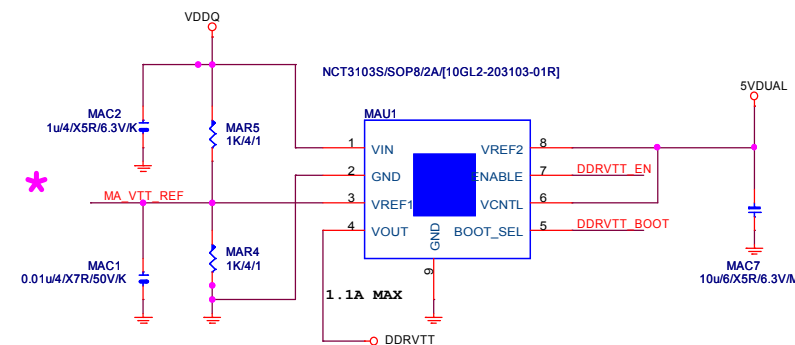 VDDQ
NCT3103S/SOP8/2A/[10GL2-203103-01R]
5VDUAL
MAC2
1u/4/X5R/6.3V/K
MAR5
1K/4/1
MAU1
1 VIN VREF2 8
2 GND ENABLE 7 DDRVTT_EN
MA_VTT_REF 3 VREF1 VCNTL 6
4 VOUT BOOT_SEL 5 DDRVTT_BOOT
GND
9
MAC1
0.01u/4/X7R/50V/K
MAR4
1K/4/1
MAC7
10u/6/X5R/6.3V/M
1.1A MAX
DDRVTT